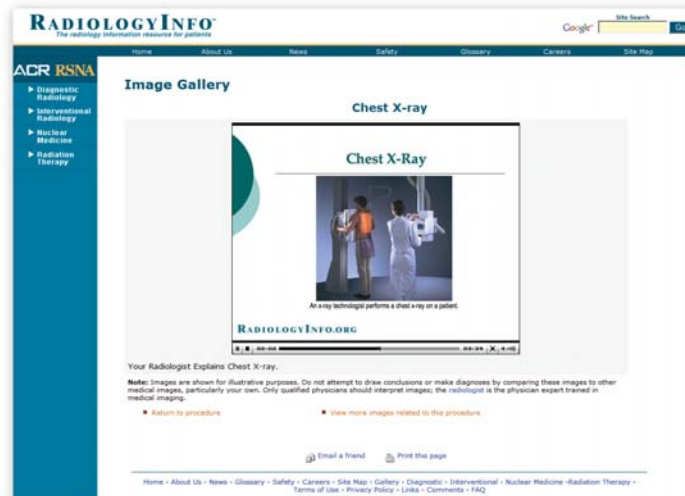 RADIOLOGYINFO™
The radiology information resource for patients
Google™
Site Search
Go
Home About Us News Safety Glossary Careers Site Map
ACR RSNA
Diagnostic
Radiology
Interventional
Radiology
Nuclear
Medicine
Radiation
Therapy
Image Gallery
Chest X-ray
Chest X-Ray
An x-ray technologist performs a chest x-ray on a patient.
RADIOLOGYINFO.ORG
Your Radiologist Explains Chest X-ray.
Note: Images are shown for illustrative purposes. Do not attempt to draw conclusions or make diagnoses by comparing these images to other
medical images, particularly your own. Only qualified physicians should interpret images; the radiologist is the physician expert trained in
medical imaging.
Return to procedure View more images related to this procedure
Email a friend Print this page
Home - About Us - News - Glossary - Safety - Careers - Site Map - Gallery - Diagnostic - Interventional - Nuclear Medicine -Radiation Therapy -
Terms of Use - Privacy Policy - Links - Comments - FAQ